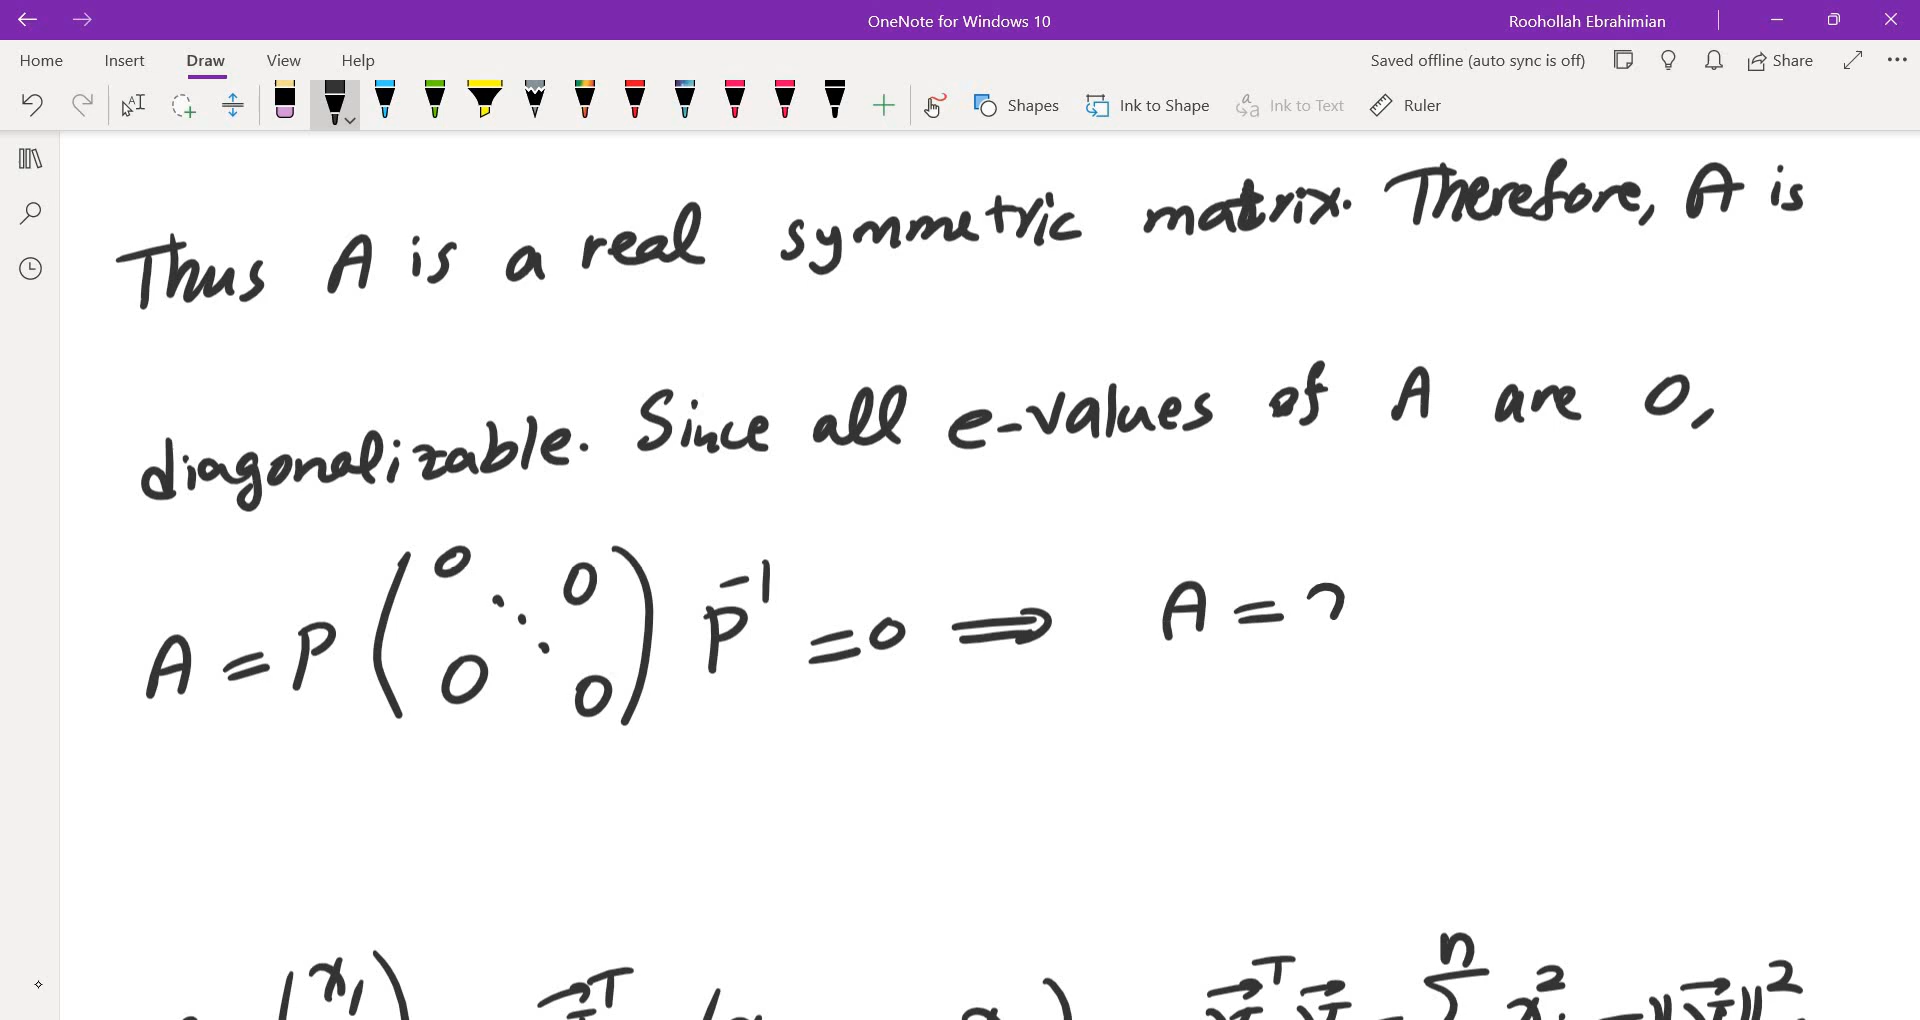 OneNote for Windows 10
Roohollah Ebrahimian
Home Insert Draw View Help
Saved offline (auto sync is off) Share
Shapes Ink to Shape Ink to Text Ruler
Thus A is a real symmetric matrix. Therefore, A is
diagonalizable. Since all e-values of A are 0,
A = P ( 0 ⋱ 0 0 0 ) P⁻¹ = 0 ⟹ A =